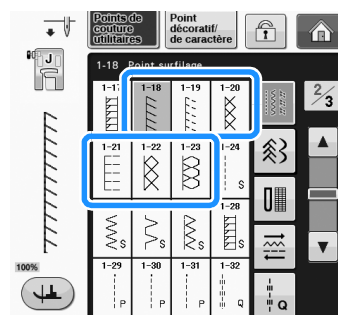 Points de couture utilitaires
Point décoratif/ de caractère
J
1-18 Point surfilage
2/3
1-17 1-18 1-19 1-20
1-21 1-22 1-23 1-24
S
1-28
S S S S
100%
1-29 1-30 1-31 1-32
P P P Q
Q